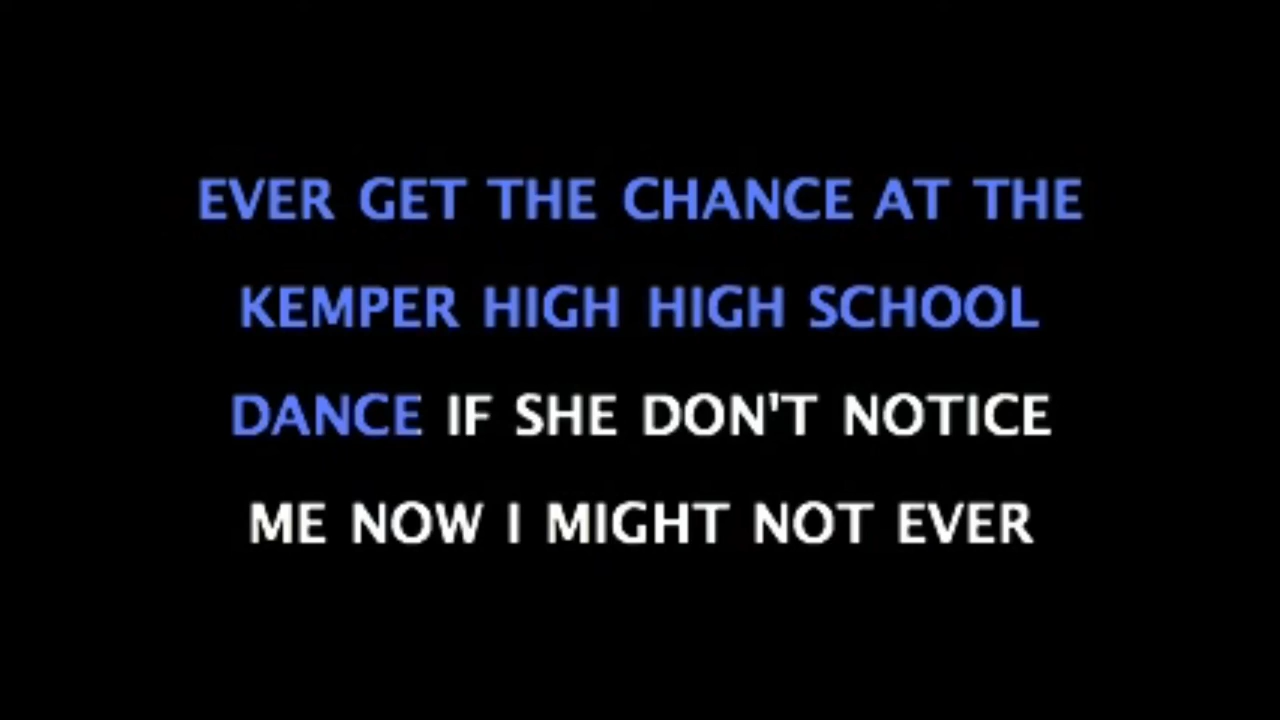 EVER GET THE CHANCE AT THE
KEMPER HIGH HIGH SCHOOL
DANCE IF SHE DON'T NOTICE
ME NOW I MIGHT NOT EVER